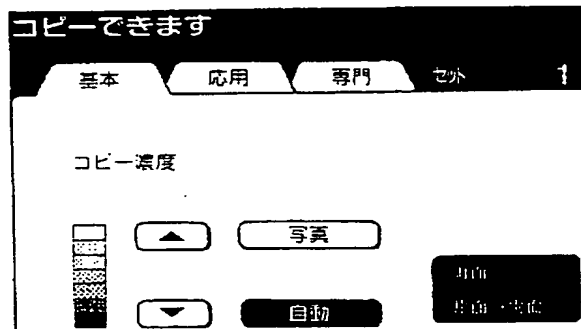 コピーできます
基本 応用 専門 セット 1
コピー濃度
▲ 写真
▼ 自動